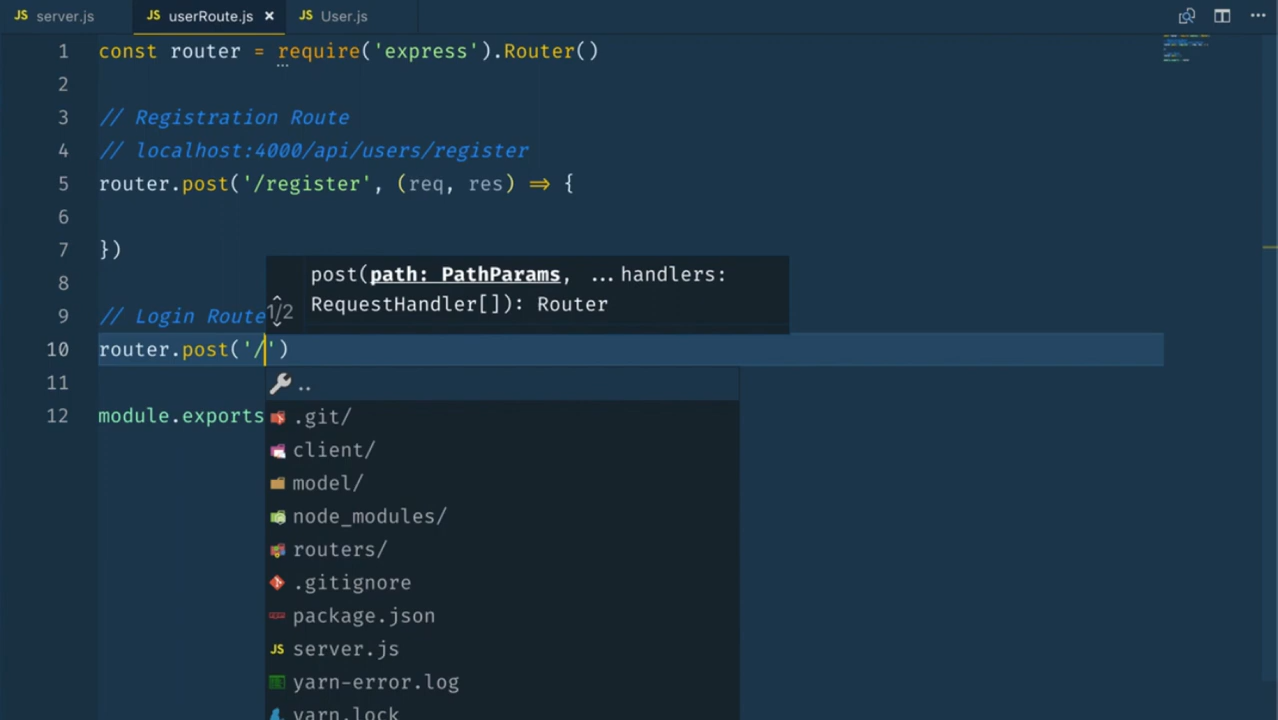 server.js
userRoute.js ×
User.js
1 const router = require('express').Router()
2
3 // Registration Route
4 // localhost:4000/api/users/register
5 router.post('/register', (req, res) => {
6
7 })
8
9 // Login Route
10 router.post('/')
11
12 module.exports
post(path: PathParams, ...handlers:
1/2
RequestHandler[]): Router
..
.git/
client/
model/
node_modules/
routers/
.gitignore
package.json
server.js
yarn-error.log
yarn.lock